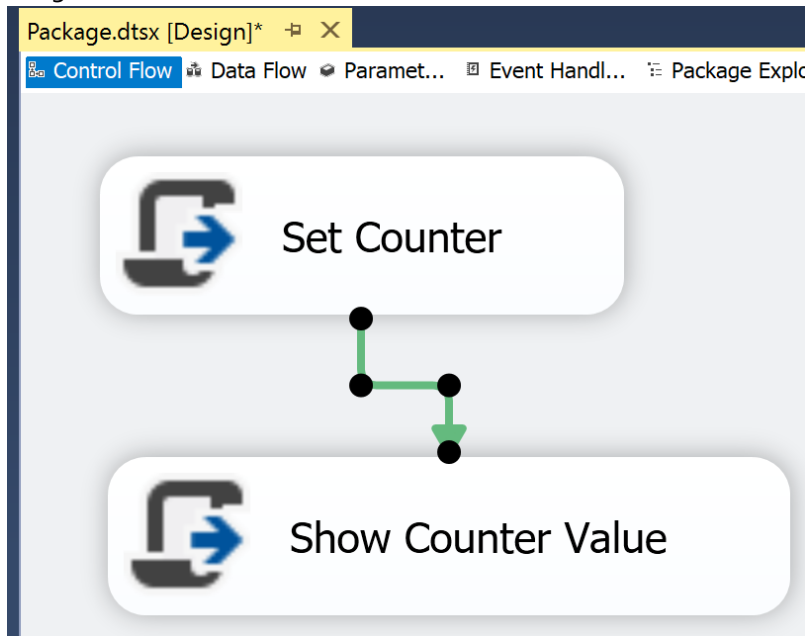 Package.dtsx [Design]*
Control Flow Data Flow Paramet... Event Handl... Package Explo
Set Counter
Show Counter Value